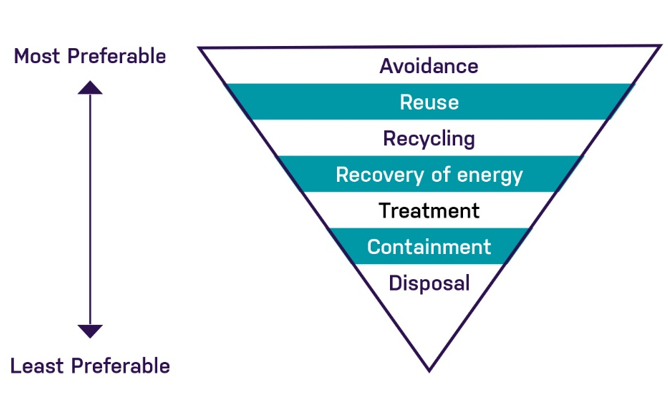 Most Preferable
Avoidance
Reuse
Recycling
Recovery of energy
Treatment
Containment
Disposal
Least Preferable